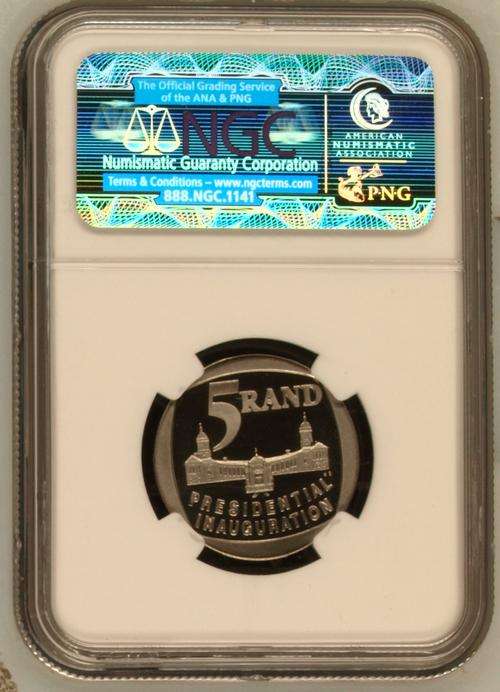 The Official Grading Service
of the ANA & PNG
NGC
Numismatic Guaranty Corporation
Terms & Conditions – www.ngcterms.com
888.NGC.1141
AMERICAN
NUMISMATIC
ASSOCIATION
PNG
5 RAND
PRESIDENTIAL
INAUGURATION